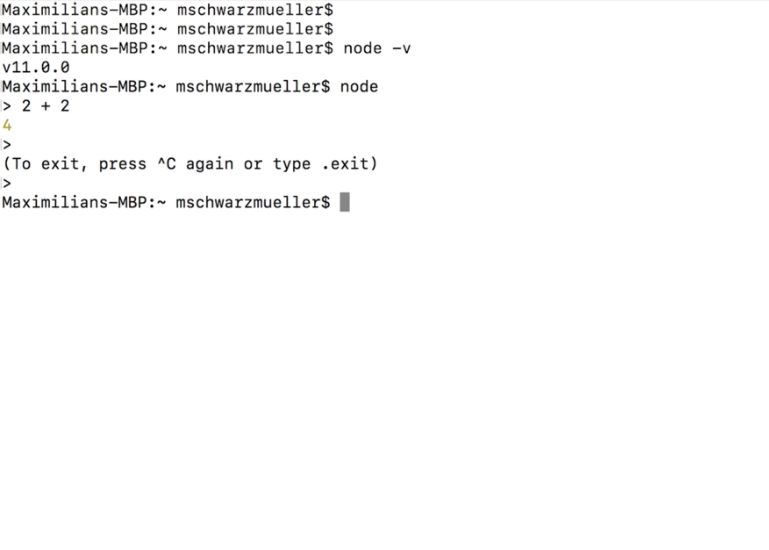 Maximilians-MBP:~ mschwarzmueller$
Maximilians-MBP:~ mschwarzmueller$
Maximilians-MBP:~ mschwarzmueller$ node -v
v11.0.0
Maximilians-MBP:~ mschwarzmueller$ node
> 2 + 2
4
>
(To exit, press ^C again or type .exit)
>
Maximilians-MBP:~ mschwarzmueller$